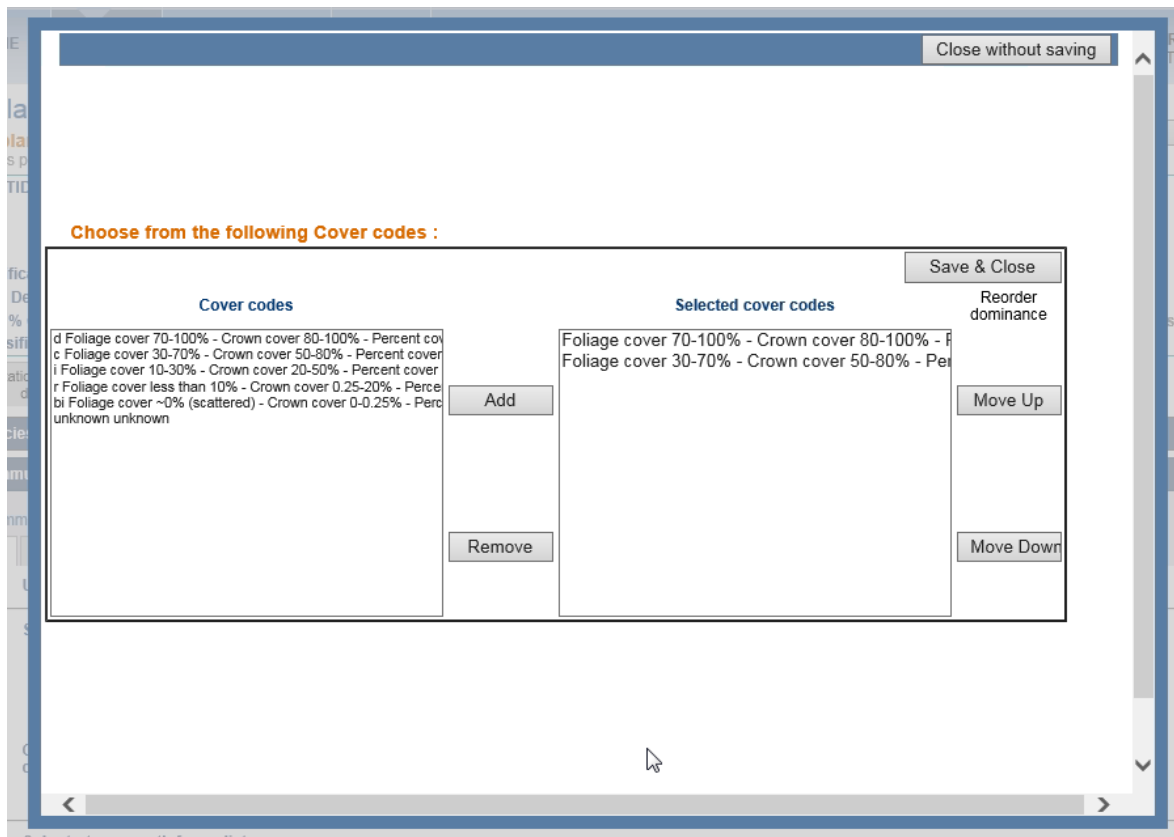 Close without saving
Choose from the following Cover codes :
Save & Close
Cover codes
Selected cover codes
Reorder
dominance
d Foliage cover 70-100% - Crown cover 80-100% - Percent cov
c Foliage cover 30-70% - Crown cover 50-80% - Percent cover
i Foliage cover 10-30% - Crown cover 20-50% - Percent cover
r Foliage cover less than 10% - Crown cover 0.25-20% - Perce
bi Foliage cover ~0% (scattered) - Crown cover 0-0.25% - Perc
unknown unknown
Foliage cover 70-100% - Crown cover 80-100% -
Foliage cover 30-70% - Crown cover 50-80% - Per
Add
Move Up
Remove
Move Down